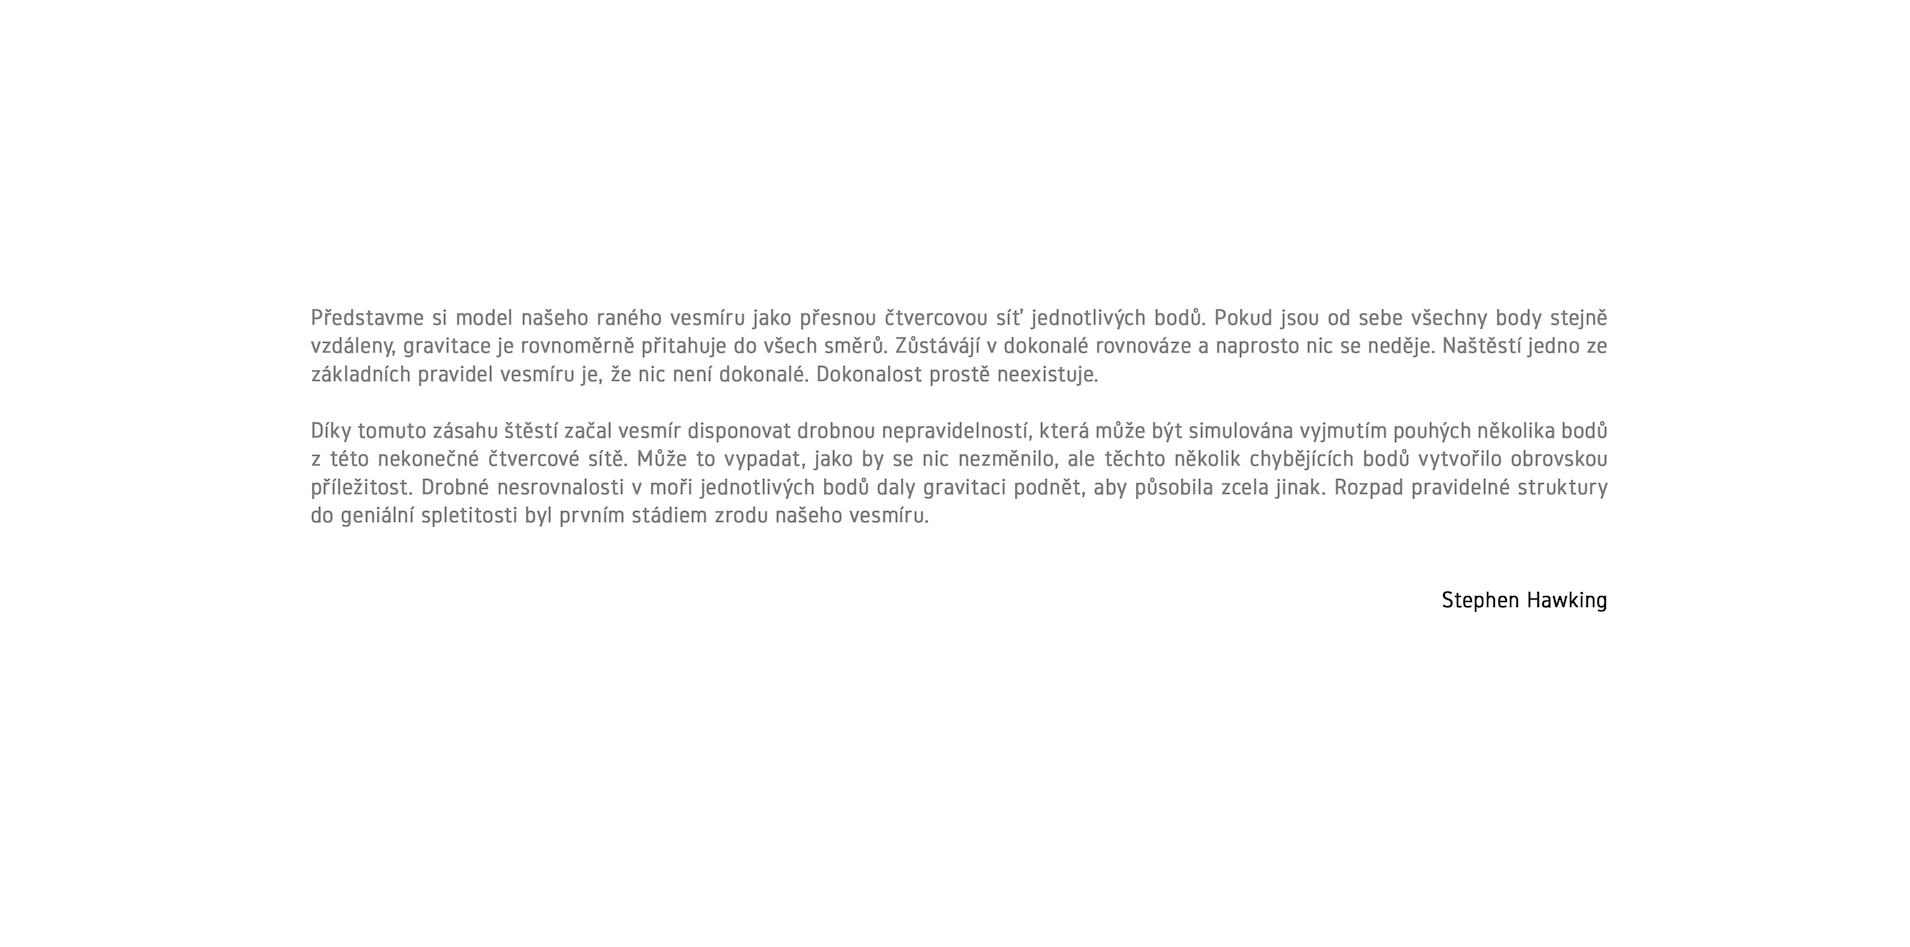 Představme si model našeho raného vesmíru jako přesnou čtvercovou síť jednotlivých bodů. Pokud jsou od sebe všechny body stejně
vzdáleny, gravitace je rovnoměrně přitahuje do všech směrů. Zůstávájí v dokonalé rovnováze a naprosto nic se neděje. Naštěstí jedno ze
základních pravidel vesmíru je, že nic není dokonalé. Dokonalost prostě neexistuje.
Díky tomuto zásahu štěstí začal vesmír disponovat drobnou nepravidelností, která může být simulována vyjmutím pouhých několika bodů
z této nekonečné čtvercové sítě. Může to vypadat, jako by se nic nezměnilo, ale těchto několik chybějících bodů vytvořilo obrovskou
příležitost. Drobné nesrovnalosti v moři jednotlivých bodů daly gravitaci podnět, aby působila zcela jinak. Rozpad pravidelné struktury
do geniální spletitosti byl prvním stádiem zrodu našeho vesmíru.
Stephen Hawking